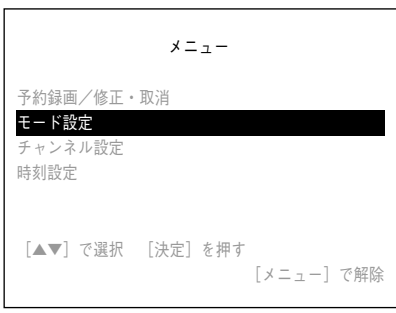 メニュー
予約録画／修正・取消
モード設定
チャンネル設定
時刻設定
［▲▼］で選択　［決定］を押す
［メニュー］で解除